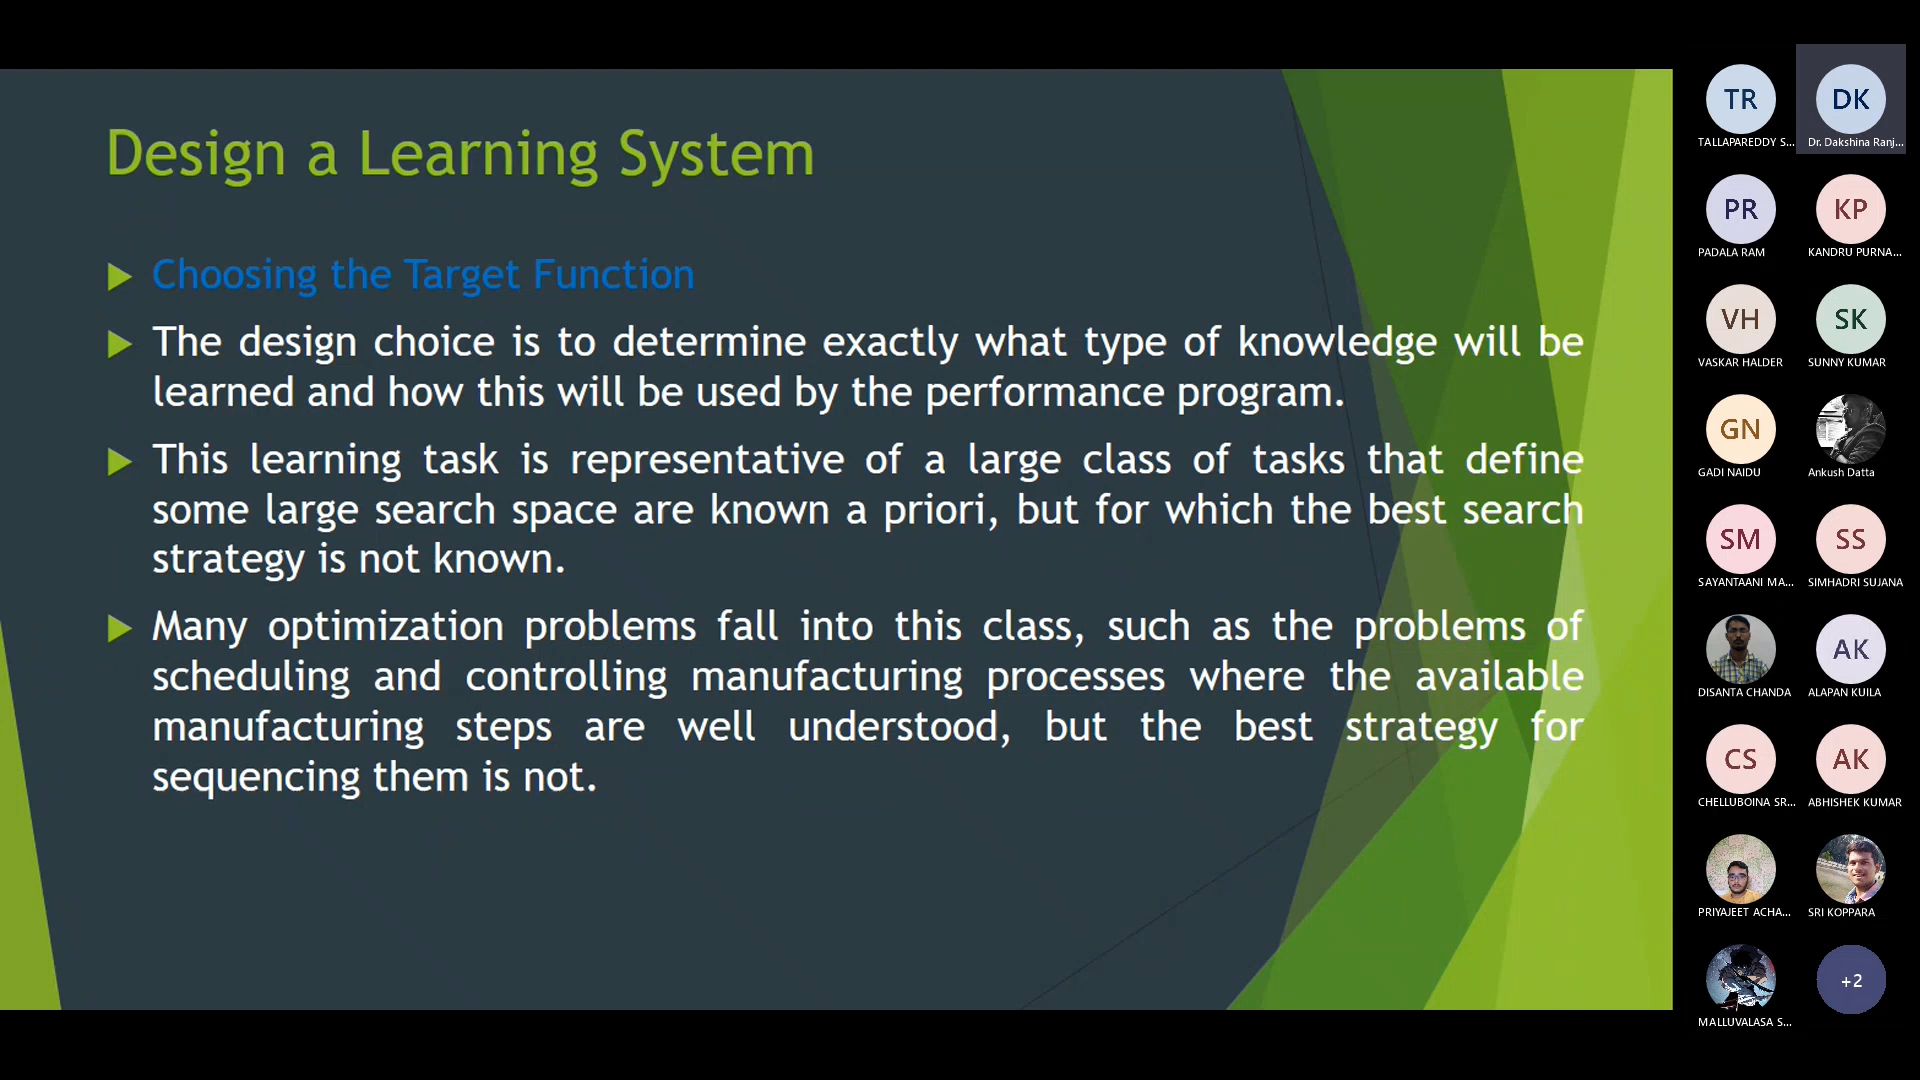 Design a Learning System
Choosing the Target Function
The design choice is to determine exactly what type of knowledge will be
learned and how this will be used by the performance program.
This learning task is representative of a large class of tasks that define
some large search space are known a priori, but for which the best search
strategy is not known.
Many optimization problems fall into this class, such as the problems of
scheduling and controlling manufacturing processes where the available
manufacturing steps are well understood, but the best strategy for
sequencing them is not.
TR
TALLAPAREDDY S...
DK
Dr. Dakshina Ranj...
PR
PADALA RAM
KP
KANDRU PURNA...
VH
VASKAR HALDER
SK
SUNNY KUMAR
GN
GADI NAIDU
Ankush Datta
SM
SAYANTAANI MA...
SS
SIMHADRI SUJANA
DISANTA CHANDA
AK
ALAPAN KUILA
CS
CHELLUBOINA SR...
AK
ABHISHEK KUMAR
PRIYAJEET ACHA...
SRI KOPPARA
MALLUVALASA S...
+2